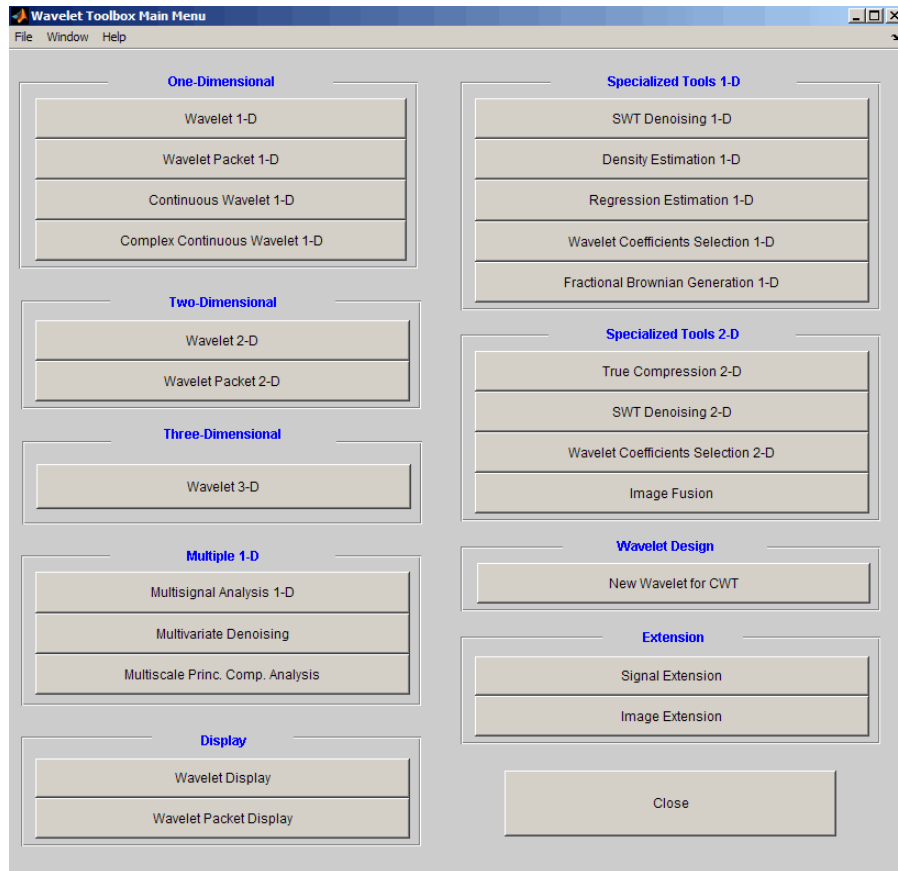 Wavelet Toolbox Main Menu
File Window Help
One-Dimensional
Wavelet 1-D
Wavelet Packet 1-D
Continuous Wavelet 1-D
Complex Continuous Wavelet 1-D
Two-Dimensional
Wavelet 2-D
Wavelet Packet 2-D
Three-Dimensional
Wavelet 3-D
Multiple 1-D
Multisignal Analysis 1-D
Multivariate Denoising
Multiscale Princ. Comp. Analysis
Display
Wavelet Display
Wavelet Packet Display
Specialized Tools 1-D
SWT Denoising 1-D
Density Estimation 1-D
Regression Estimation 1-D
Wavelet Coefficients Selection 1-D
Fractional Brownian Generation 1-D
Specialized Tools 2-D
True Compression 2-D
SWT Denoising 2-D
Wavelet Coefficients Selection 2-D
Image Fusion
Wavelet Design
New Wavelet for CWT
Extension
Signal Extension
Image Extension
Close